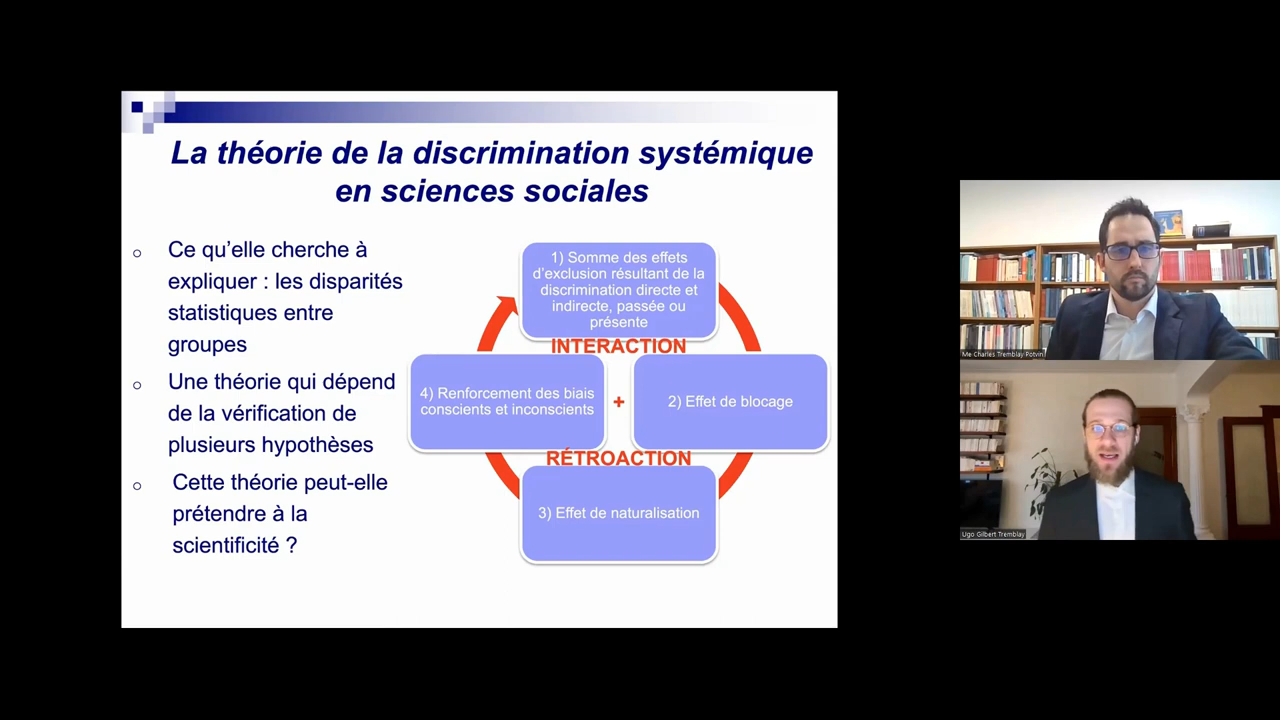 La théorie de la discrimination systémique
en sciences sociales
Ce qu'elle cherche à
expliquer : les disparités
statistiques entre
groupes
Une théorie qui dépend
de la vérification de
plusieurs hypothèses
Cette théorie peut-elle
prétendre à la
scientificité ?
1) Somme des effets
d'exclusion résultant de la
discrimination directe et
indirecte, passée ou
présente
INTERACTION
4) Renforcement des biais
conscients et inconscients
+
2) Effet de blocage
RÉTROACTION
3) Effet de naturalisation
Me Charles Tremblay Potvin
Ugo Gilbert Tremblay